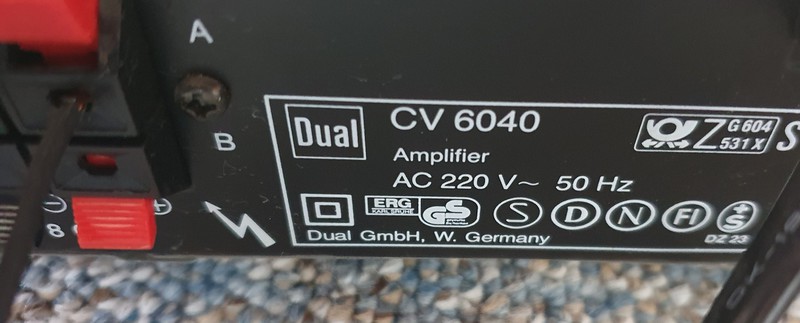 A
B
8
Dual
CV 6040
Amplifier
AC 220 V~ 50 Hz
Z G 604
531 X
S
ERG
KARLSRUHE
GS
S
D
N
FI
S
Dual GmbH, W. Germany
DZ 23